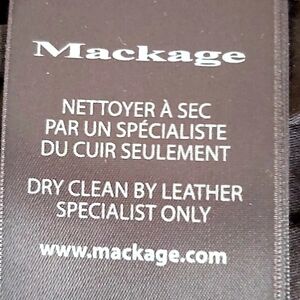 Mackage
NETTOYER À SEC
PAR UN SPÉCIALISTE
DU CUIR SEULEMENT
DRY CLEAN BY LEATHER
SPECIALIST ONLY
www.mackage.com